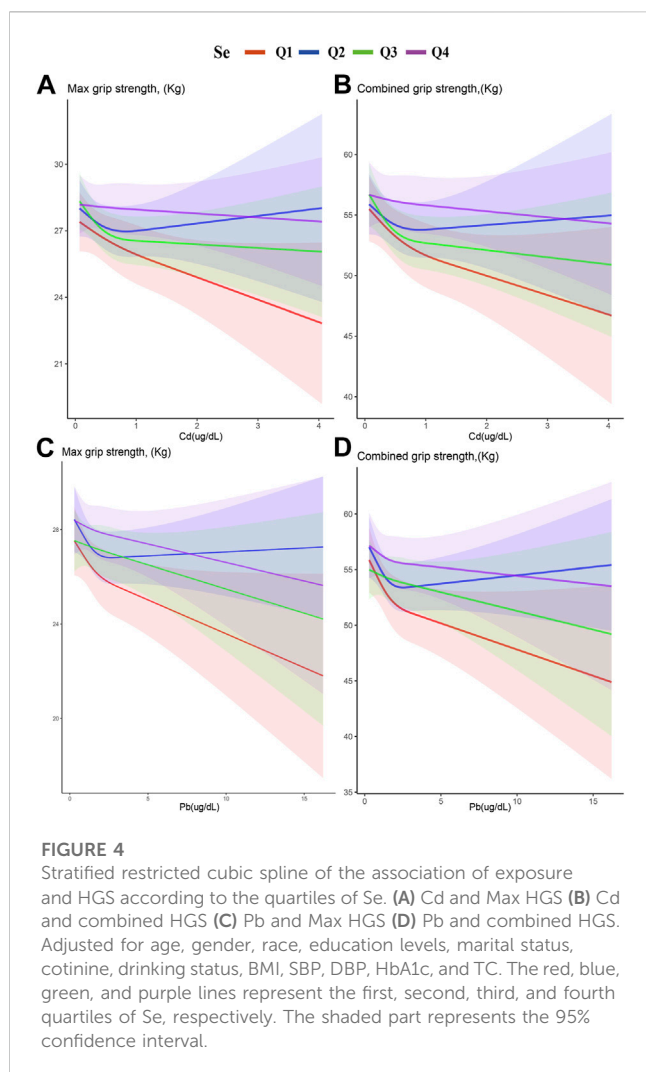 Se Q1 Q2 Q3 Q4
A
Max grip strength, (Kg)
30
27
24
21
0 1 2 3 4
Cd(ug/dL)
B
Combined grip strength,(Kg)
60
55
50
45
40
0 1 2 3 4
Cd(ug/dL)
C
Max grip strength, (Kg)
28
24
20
0 5 10 15
Pb(ug/dL)
D
Combined grip strength,(Kg)
60
55
50
45
40
35
0 5 10 15
Pb(ug/dL)
FIGURE 4
Stratified restricted cubic spline of the association of exposure
and HGS according to the quartiles of Se. (A) Cd and Max HGS (B) Cd
and combined HGS (C) Pb and Max HGS (D) Pb and combined HGS.
Adjusted for age, gender, race, education levels, marital status,
cotinine, drinking status, BMI, SBP, DBP, HbA1c, and TC. The red, blue,
green, and purple lines represent the first, second, third, and fourth
quartiles of Se, respectively. The shaded part represents the 95%
confidence interval.